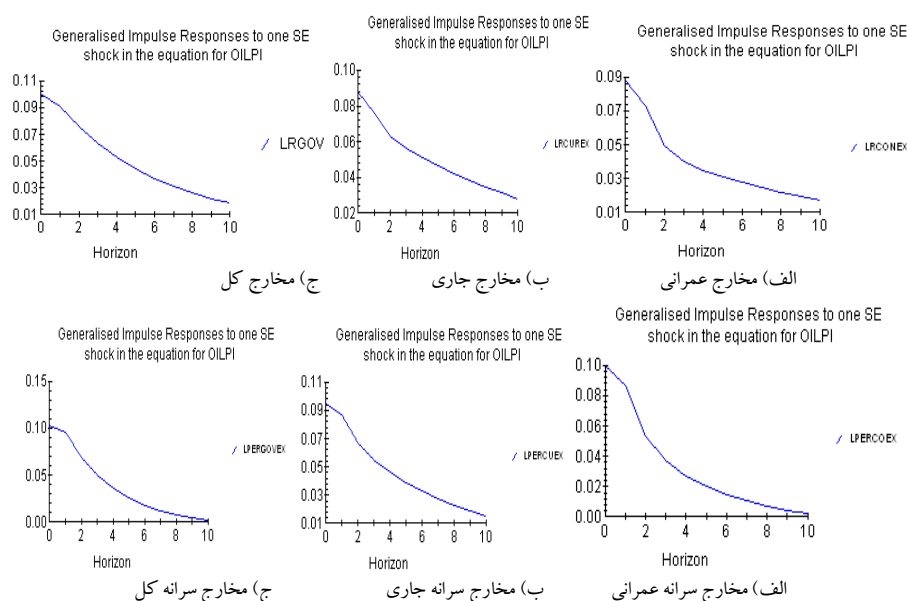 Generalised Impulse Responses to one SE
shock in the equation for OILPI
0.11
0.09
0.07
0.05
0.03
0.01
0 2 4 6 8 10
Horizon
LRGOV
ج) مخارج کل
Generalised Impulse Responses to one SE
shock in the equation for OILPI
0.10
0.08
0.06
0.04
0.02
0 2 4 6 8 10
Horizon
LRCUREX
ب) مخارج جاری
Generalised Impulse Responses to one SE
shock in the equation for OILPI
0.09
0.07
0.05
0.03
0.01
0 2 4 6 8 10
Horizon
LRCONEX
الف) مخارج عمرانی
Generalised Impulse Responses to one SE
shock in the equation for OILPI
0.15
0.10
0.05
0.00
0 2 4 6 8 10
Horizon
LPERGOVEX
ج) مخارج سرانه کل
Generalised Impulse Responses to one SE
shock in the equation for OILPI
0.11
0.09
0.07
0.05
0.03
0.01
0 2 4 6 8 10
Horizon
LPERCUEX
ب) مخارج سرانه جاری
Generalised Impulse Responses to one SE
shock in the equation for OILPI
0.10
0.08
0.06
0.04
0.02
0.00
0 2 4 6 8 10
Horizon
LPERCOEX
الف) مخارج سرانه عمرانی